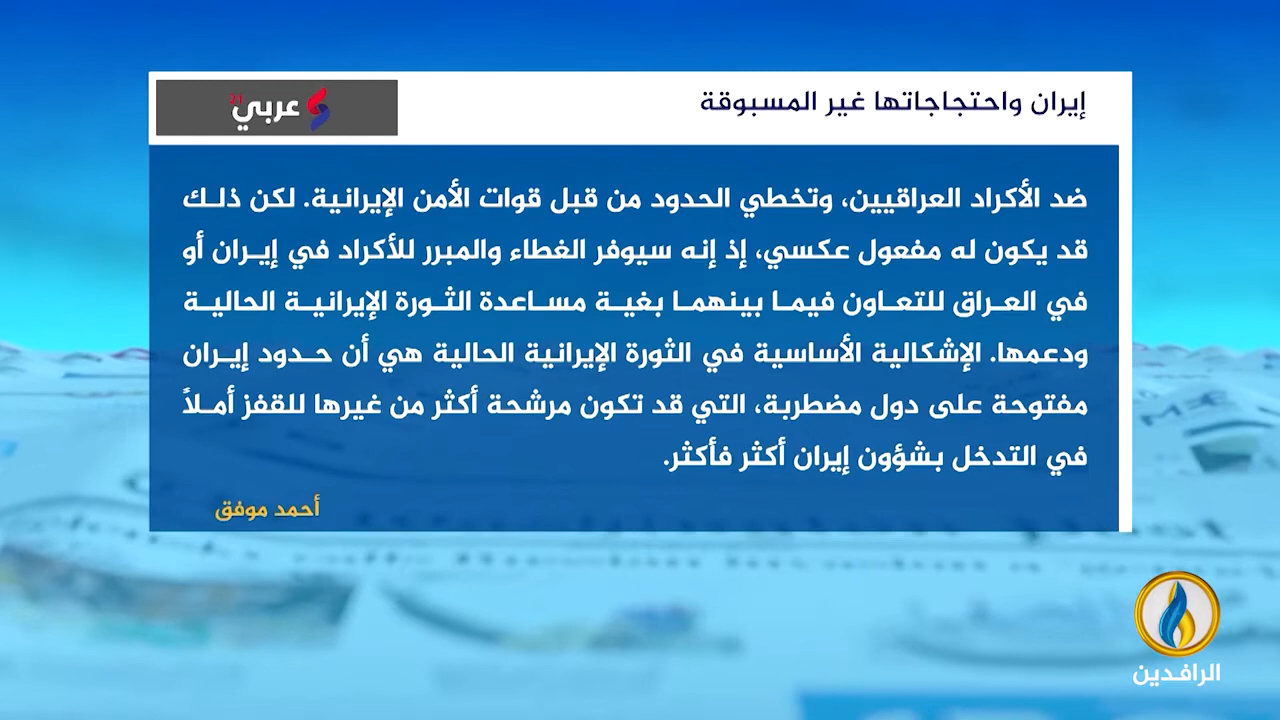 إيران واحتجاجاتها غير المسبوقة
عربي 21
ضد الأكراد العراقيين، وتخطي الحدود من قبل قوات الأمن الإيرانية. لكن ذلك
قد يكون له مفعول عكسي، إذ إنه سيوفر الغطاء والمبرر للأكراد في إيران أو
في العراق للتعاون فيما بينهما بغية مساعدة الثورة الإيرانية الحالية
ودعمها. الإشكالية الأساسية في الثورة الإيرانية الحالية هي أن حدود إيران
مفتوحة على دول مضطربة، التي قد تكون مرشحة أكثر من غيرها للقفز أملاً
في التدخل بشؤون إيران أكثر فأكثر.
أحمد موفق
الرافدين